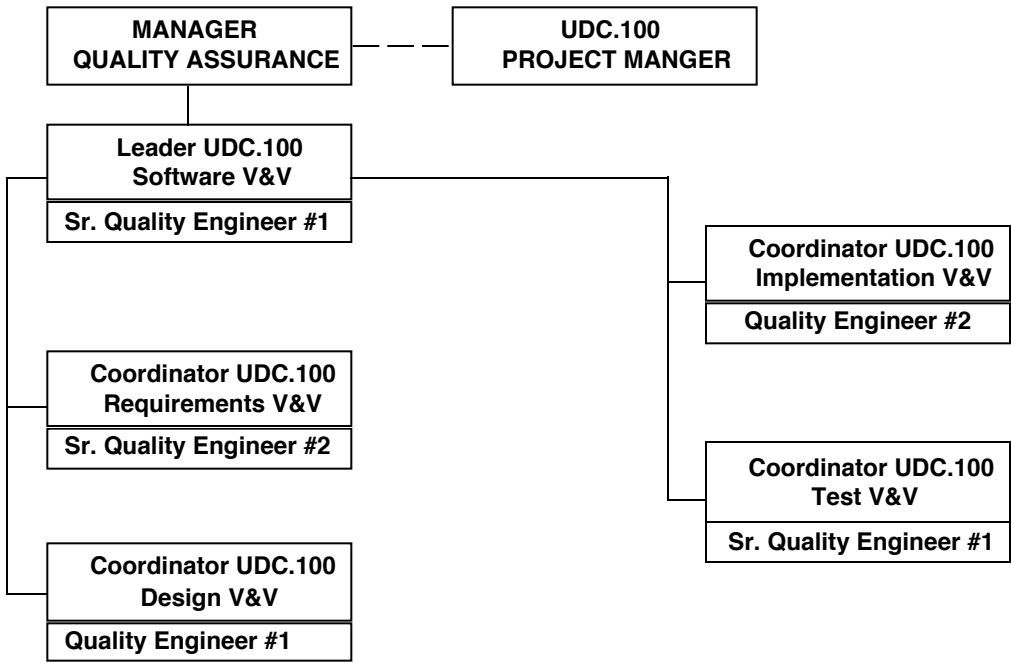 MANAGER
QUALITY ASSURANCE
UDC.100
PROJECT MANGER
Leader UDC.100
Software V&V
Sr. Quality Engineer #1
Coordinator UDC.100
Implementation V&V
Quality Engineer #2
Coordinator UDC.100
Requirements V&V
Sr. Quality Engineer #2
Coordinator UDC.100
Test V&V
Sr. Quality Engineer #1
Coordinator UDC.100
Design V&V
Quality Engineer #1